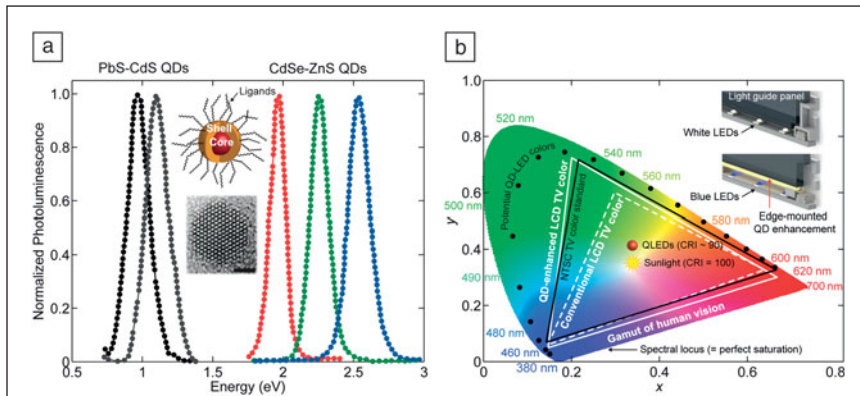 a
PbS-CdS QDs
CdSe-ZnS QDs
Ligands
Shell
Core
Normalized Photoluminescence
1.0
0.8
0.6
0.4
0.2
0
0.5
1
1.5
2
2.5
3
Energy (eV)
b
y
1.0
0.8
0.6
0.4
0.2
0
0
0.2
0.4
0.6
0.8
1.0
x
520 nm
540 nm
560 nm
580 nm
600 nm
620 nm
700 nm
500 nm
490 nm
480 nm
460 nm
380 nm
Potential QD-LED colors
QD-enhanced LCD TV color
NTSC TV color standard
Conventional LCD TV color
QLEDs (CRI ~ 90)
Sunlight (CRI = 100)
Gamut of human vision
Spectral locus (= perfect saturation)
Light guide panel
White LEDs
Blue LEDs
Edge-mounted
QD enhancement